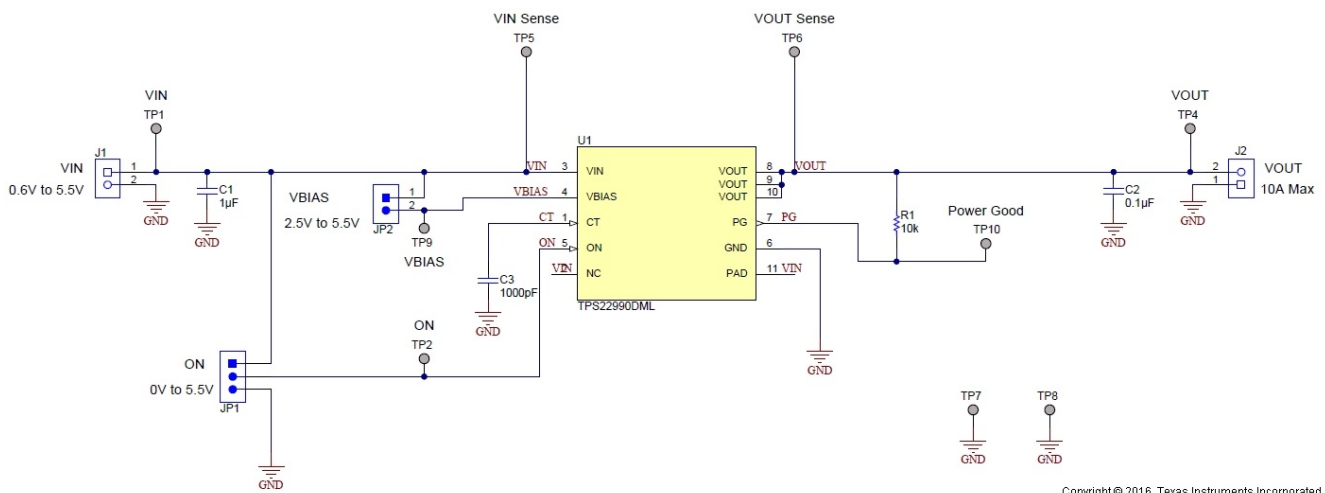 VIN Sense
TP5
VOUT Sense
TP6
VIN
TP1
VOUT
TP4
J1
VIN
0.6V to 5.5V
1
2
GND
C1
1µF
GND
VBIAS
2.5V to 5.5V
1
2
JP2
TP9
VBIAS
U1
VIN 3 VIN
VBIAS 4 VBIAS
CT 1 CT
ON 5 ON
VIN NC
TPS22990DML
VOUT 8 VOUT
VOUT 9
VOUT 10
PG 7 PG
GND 6
PAD 11 VIN
C3
1000pF
GND
R1
10k
Power Good
TP10
C2
0.1µF
GND
J2
2
1
VOUT
10A Max
GND
ON
TP2
ON
0V to 5.5V
JP1
GND
GND
TP7
GND
TP8
GND
Copyright © 2016, Texas Instruments Incorporated